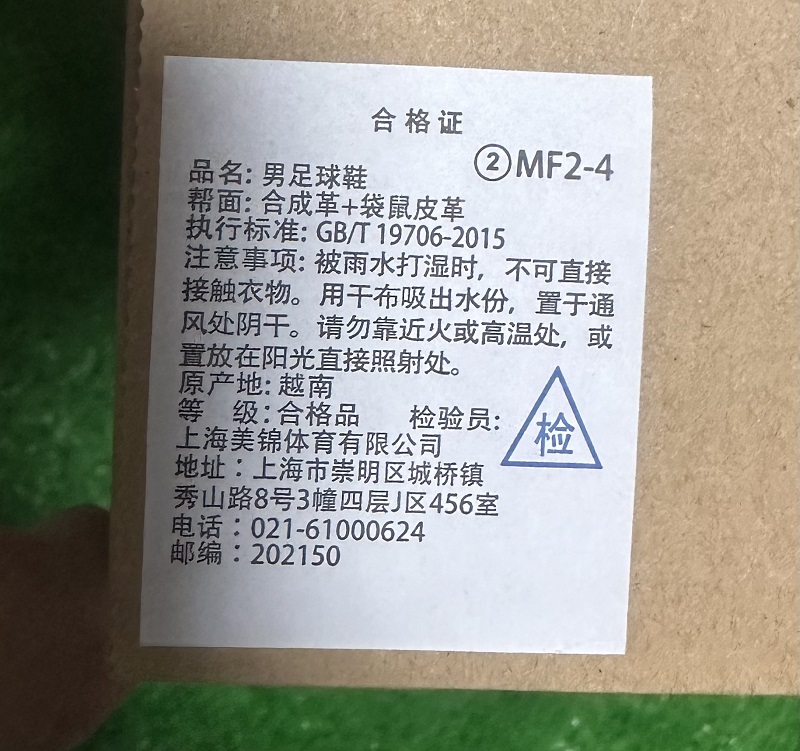 合格证
②MF2-4
品名: 男足球鞋
帮面: 合成革+袋鼠皮革
执行标准: GB/T 19706-2015
注意事项: 被雨水打湿时, 不可直接
接触衣物。用干布吸出水份, 置于通
风处阴干。请勿靠近火或高温处, 或
置放在阳光直接照射处。
原产地: 越南
等 级: 合格品 检验员:
检
上海美锦体育有限公司
地址：上海市崇明区城桥镇
秀山路8号3幢四层J区456室
电话：021-61000624
邮编：202150